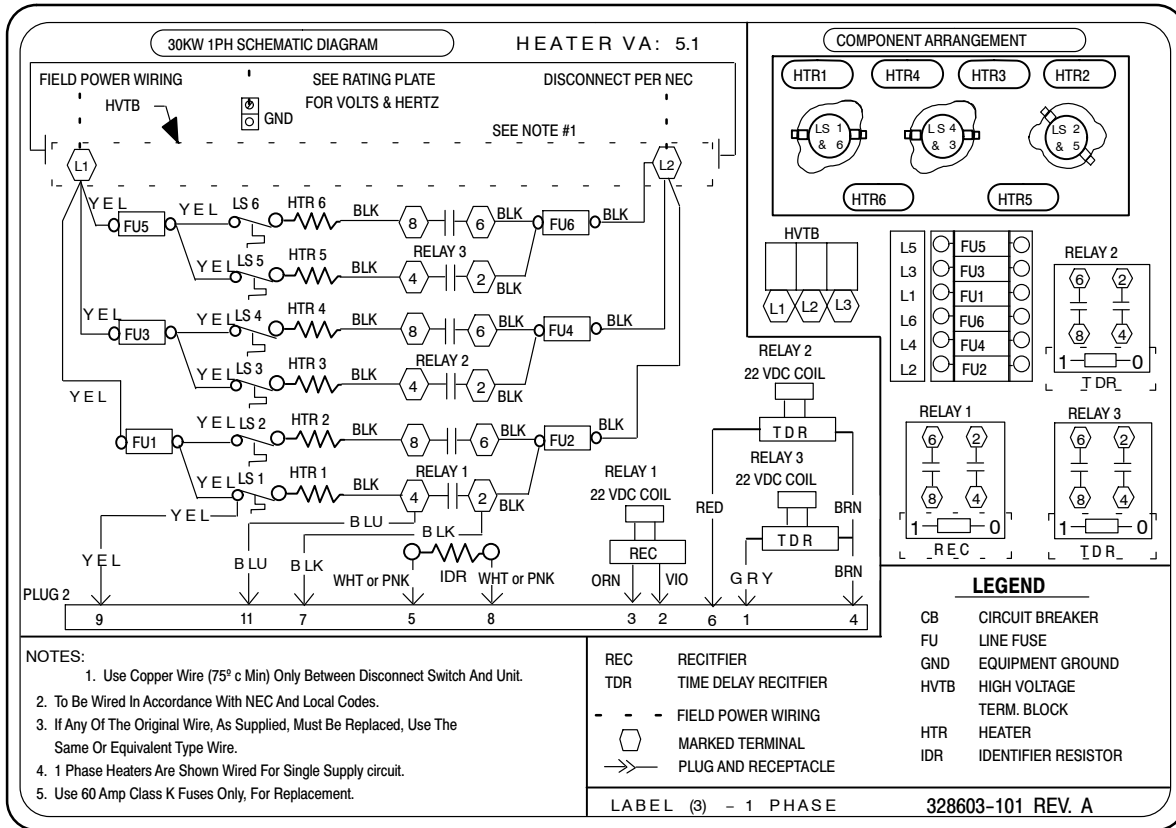 30KW 1PH SCHEMATIC DIAGRAM
HEATER VA: 5.1
FIELD POWER WIRING
SEE RATING PLATE
FOR VOLTS & HERTZ
DISCONNECT PER NEC
HVTB
GND
SEE NOTE #1
L1
L2
YEL
FU5
YEL
LS 6
HTR 6
BLK
8
6
BLK
FU6
BLK
YEL
LS 5
HTR 5
BLK
RELAY 3
4
2
BLK
YEL
FU3
YEL
LS 4
HTR 4
BLK
8
6
BLK
FU4
BLK
YEL
LS 3
HTR 3
BLK
RELAY 2
4
2
BLK
YEL
FU1
YEL
LS 2
HTR 2
BLK
8
6
BLK
FU2
BLK
YEL
LS 1
HTR 1
BLK
RELAY 1
4
2
BLK
YEL
BLU
BLK
YEL
BLU
BLK
WHT or PNK
IDR
WHT or PNK
RELAY 1
22 VDC COIL
REC
ORN
VIO
RELAY 2
22 VDC COIL
TDR
RELAY 3
22 VDC COIL
TDR
RED
BRN
GRY
BRN
PLUG 2
9
11
7
5
8
3
2
6
1
4
COMPONENT ARRANGEMENT
HTR1
HTR4
HTR3
HTR2
LS 1
& 6
LS 4
& 3
LS 2
& 5
HTR6
HTR5
HVTB
L1
L2
L3
L5
FU5
L3
FU3
L1
FU1
L6
FU6
L4
FU4
L2
FU2
RELAY 2
6
2
8
4
1
0
TDR
RELAY 1
6
2
8
4
1
0
REC
RELAY 3
6
2
8
4
1
0
TDR
NOTES:
1. Use Copper Wire (75º c Min) Only Between Disconnect Switch And Unit.
2. To Be Wired In Accordance With NEC And Local Codes.
3. If Any Of The Original Wire, As Supplied, Must Be Replaced, Use The
Same Or Equivalent Type Wire.
4. 1 Phase Heaters Are Shown Wired For Single Supply circuit.
5. Use 60 Amp Class K Fuses Only, For Replacement.
REC RECITFIER
TDR TIME DELAY RECITFIER
FIELD POWER WIRING
MARKED TERMINAL
PLUG AND RECEPTACLE
LEGEND
CB CIRCUIT BREAKER
FU LINE FUSE
GND EQUIPMENT GROUND
HVTB HIGH VOLTAGE
TERM. BLOCK
HTR HEATER
IDR IDENTIFIER RESISTOR
LABEL (3) - 1 PHASE
328603-101 REV. A